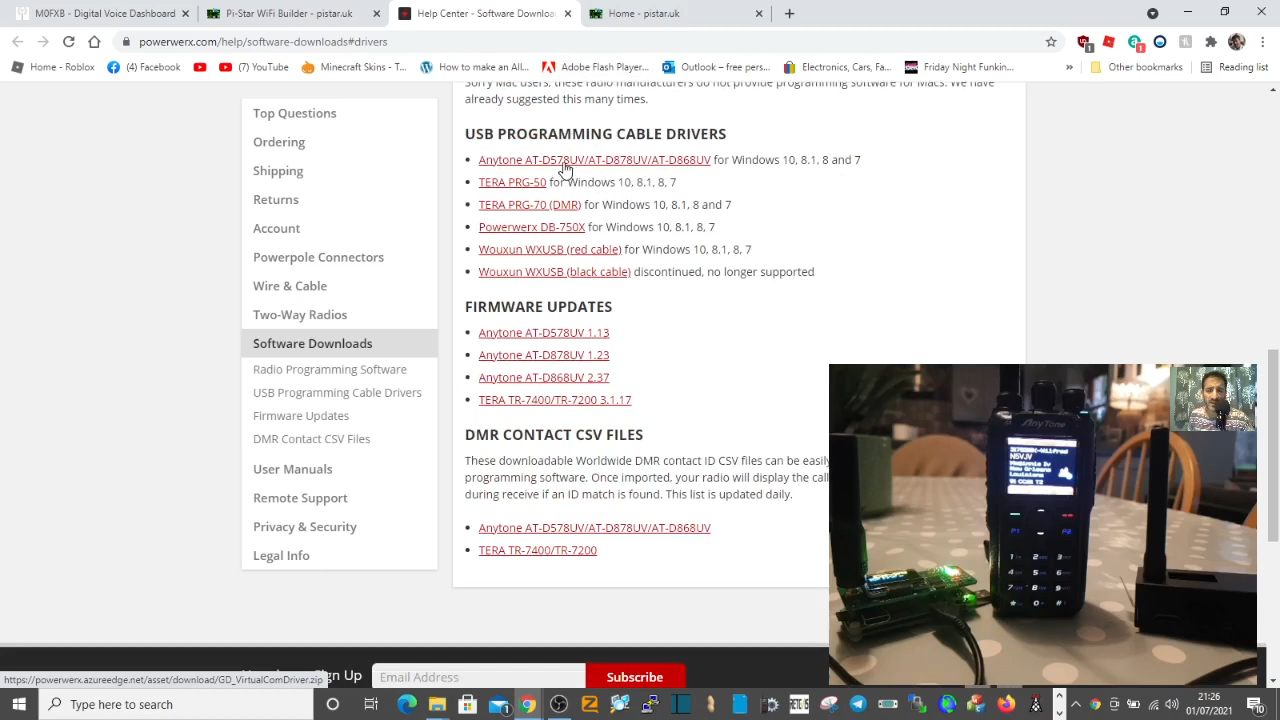 M0FXB - Digital Voice Dashboard
Pi-Star WiFi Builder - pistar.uk
Help Center - Software Downloa
pistar.uk
powerwerx.com/help/software-downloads#drivers
Home - Roblox
(4) Facebook
(7) YouTube
Minecraft Skins - T...
How to make an All...
Adobe Flash Player...
Outlook – free pers...
Electronics, Cars, Fa...
Friday Night Funkin...
»
Other bookmarks
Reading list
Sorry Mac users, these radio manufacturers do not provide programming software for Macs. We have
already suggested this many times.
Top Questions
Ordering
Shipping
Returns
Account
Powerpole Connectors
Wire & Cable
Two-Way Radios
Software Downloads
Radio Programming Software
USB Programming Cable Drivers
Firmware Updates
DMR Contact CSV Files
User Manuals
Remote Support
Privacy & Security
Legal Info
USB PROGRAMMING CABLE DRIVERS
Anytone AT-D578UV/AT-D878UV/AT-D868UV for Windows 10, 8.1, 8 and 7
TERA PRG-50 for Windows 10, 8.1, 8, 7
TERA PRG-70 (DMR) for Windows 10, 8.1, 8 and 7
Powerwerx DB-750X for Windows 10, 8.1, 8, 7
Wouxun WXUSB (red cable) for Windows 10, 8.1, 8, 7
Wouxun WXUSB (black cable) discontinued, no longer supported
FIRMWARE UPDATES
Anytone AT-D578UV 1.13
Anytone AT-D878UV 1.23
Anytone AT-D868UV 2.37
TERA TR-7400/TR-7200 3.1.17
DMR CONTACT CSV FILES
These downloadable Worldwide DMR contact ID CSV files can be easily
programming software. Once imported, your radio will display the call
during receive if an ID match is found. This list is updated daily.
Anytone AT-D578UV/AT-D878UV/AT-D868UV
TERA TR-7400/TR-7200
AnyTone
N5VJV
New Orleans
Louisiana
P1
P2
Sign Up
Email Address
Subscribe
https://powerwerx.azureedge.net/asset/download/GD_VirtualComDriver.zip
Type here to search
21:26
01/07/2021